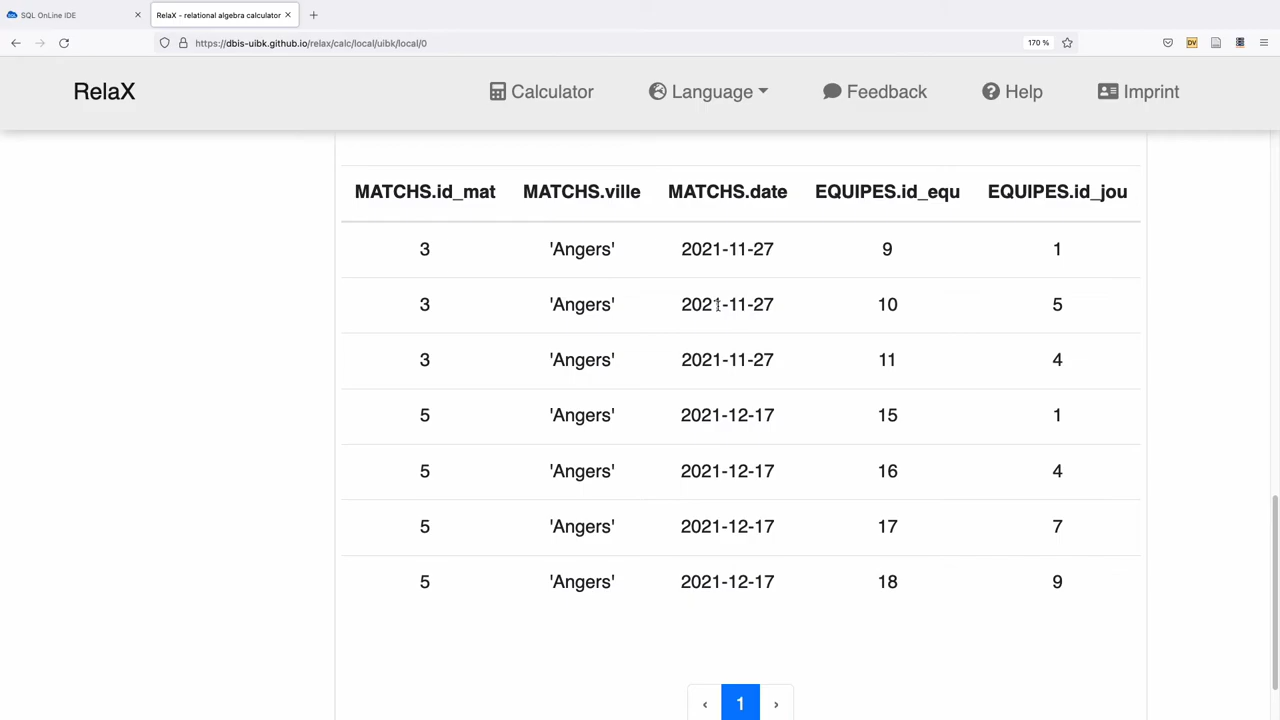 SQL OnLine IDE
RelaX - relational algebra calculator
https://dbis-uibk.github.io/relax/calc/local/uibk/local/0
170 %
DV
RelaX
Calculator
Language
Feedback
Help
Imprint
MATCHS.id_mat MATCHS.ville MATCHS.date EQUIPES.id_equ EQUIPES.id_jou
3 'Angers' 2021-11-27 9 1
3 'Angers' 2021-11-27 10 5
3 'Angers' 2021-11-27 11 4
5 'Angers' 2021-12-17 15 1
5 'Angers' 2021-12-17 16 4
5 'Angers' 2021-12-17 17 7
5 'Angers' 2021-12-17 18 9
‹ 1 ›